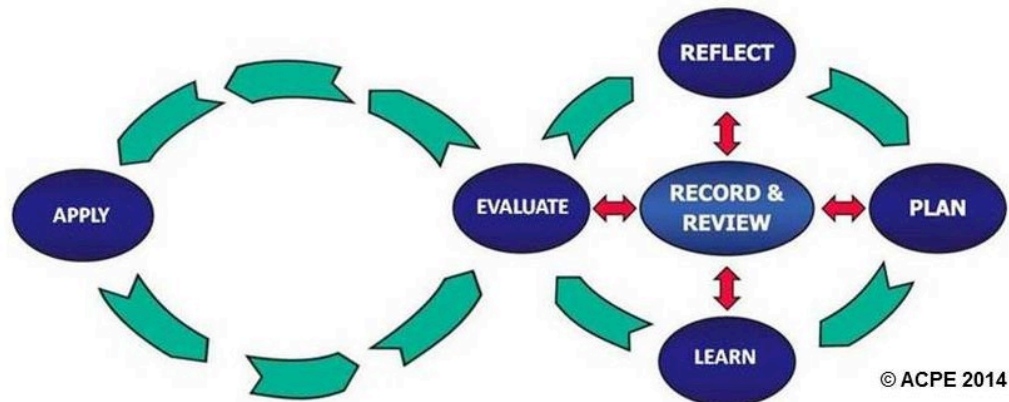 REFLECT
APPLY
EVALUATE
RECORD &
REVIEW
PLAN
LEARN
© ACPE 2014